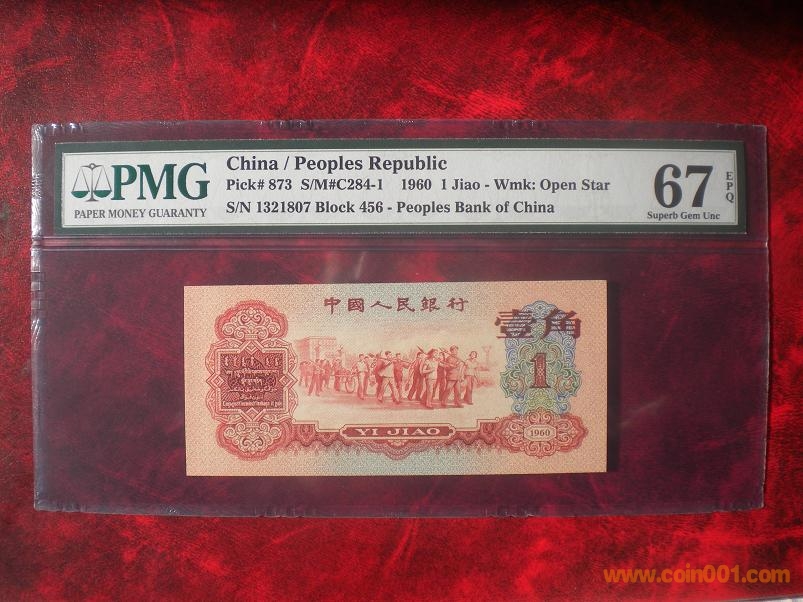 PMG
PAPER MONEY GUARANTY
China / Peoples Republic
Pick# 873 S/M#C284-1 1960 1 Jiao - Wmk: Open Star
S/N 1321807 Block 456 - Peoples Bank of China
67
EPQ
Superb Gem Unc
中國人民銀行
壹角
1
YI JIAO
1960
www.coin001.com